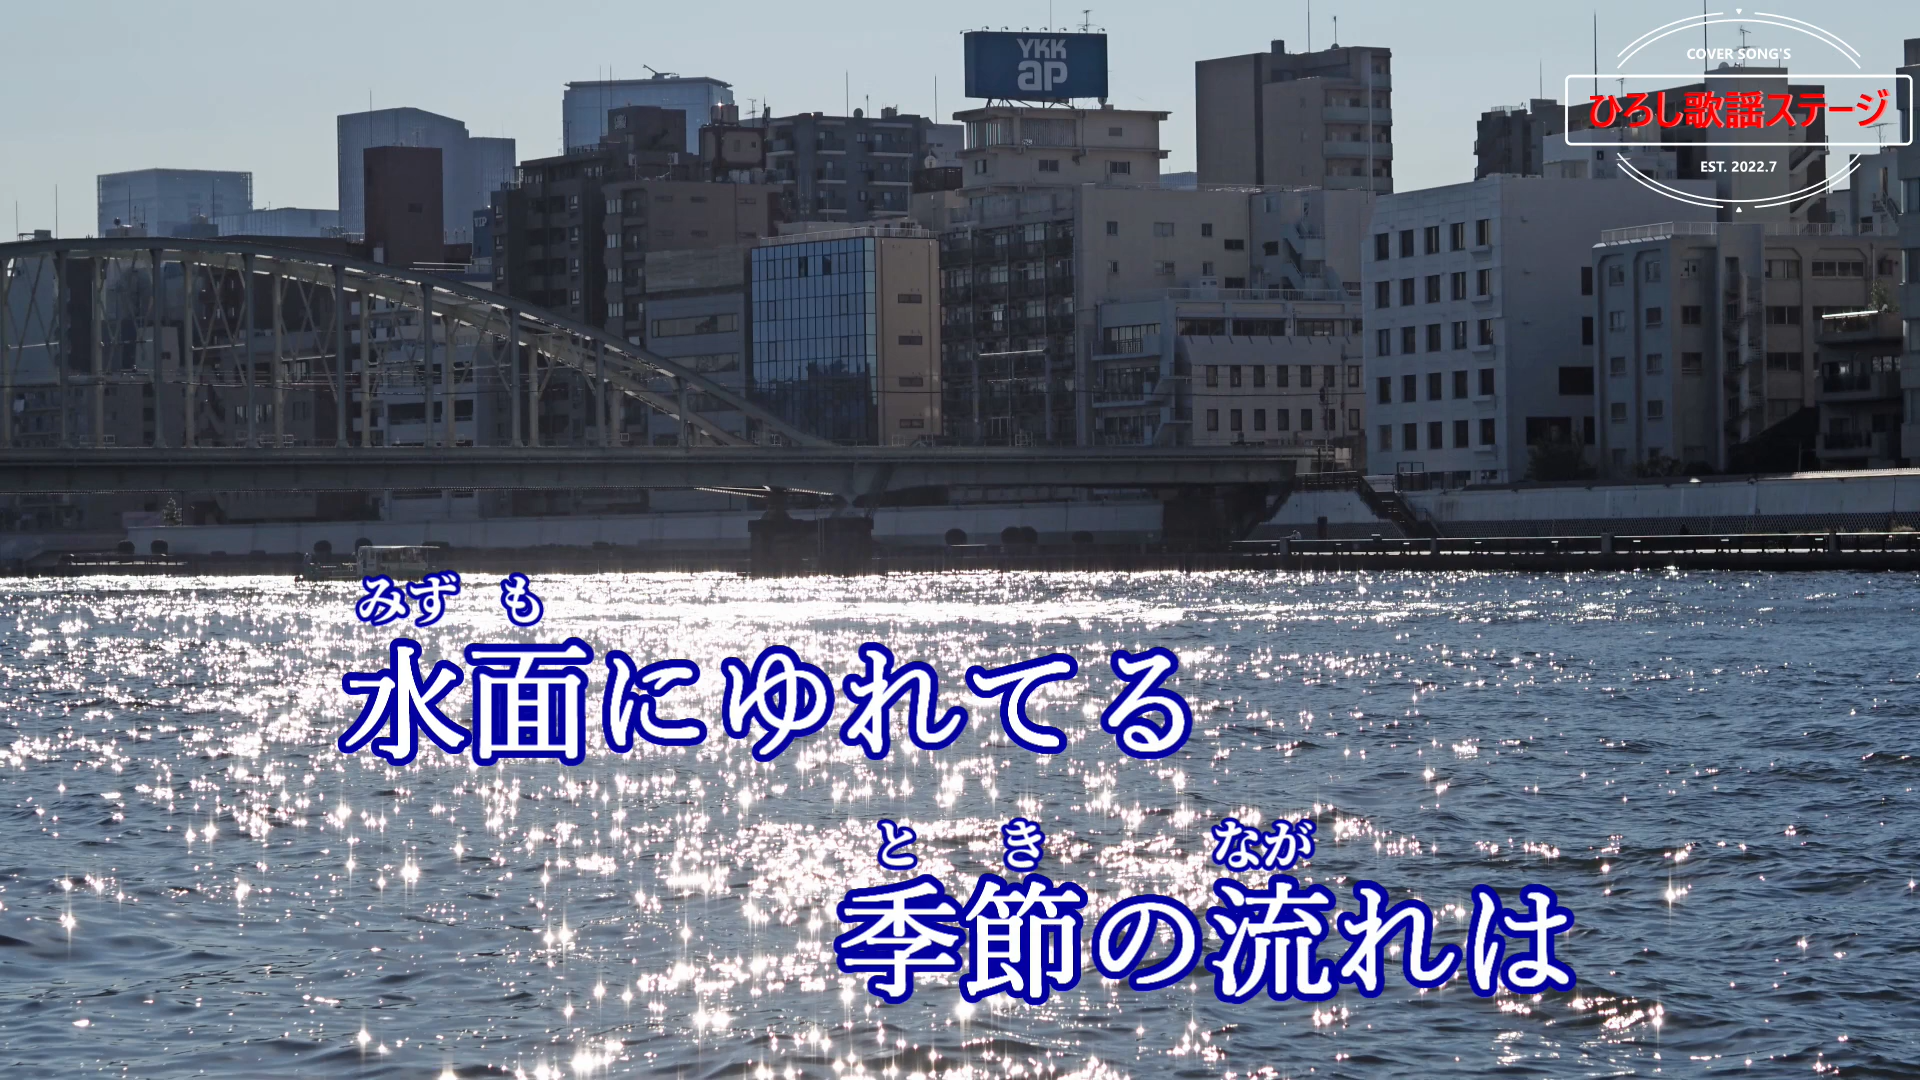 YKK
ap
COVER SONG'S
ひろし歌謡ステージ
EST. 2022.7
みずも
水面にゆれてる
ときなが
季節の流れは